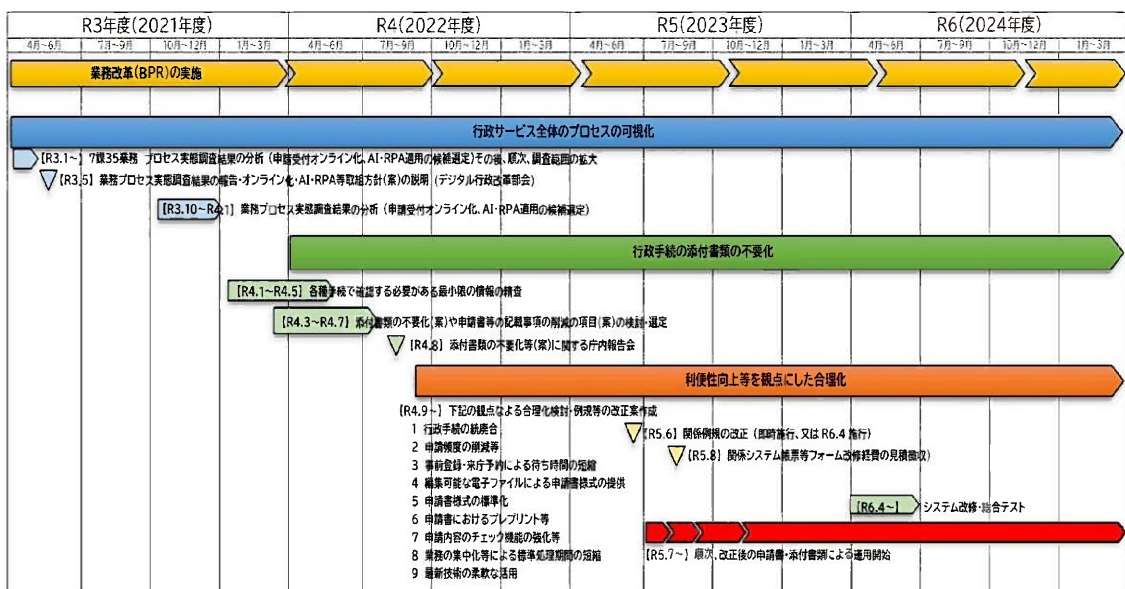 R3年度(2021年度) R4(2022年度) R5(2023年度) R6(2024年度)
4月~6月 7月~9月 10月~12月 1月~3月 4月~6月 7月~9月 10月~12月 1月~3月 4月~6月 7月~9月 10月~12月 1月~3月 4月~6月 7月~9月 10月~12月 1月~3月
業務改革(BPR)の実施
行政サービス全体のプロセスの可視化
【R3.1~】7課35業務 プロセス実態調査結果の分析(申請受付オンライン化、AI・RPA適用の候補選定)その後、順次、調査範囲の拡大
【R3.5】業務プロセス実態調査結果の報告・オンライン化・AI・RPA等取組方針(案)の説明(デジタル行政改革部会)
【R3.10~R4.1】業務プロセス実態調査結果の分析(申請受付オンライン化、AI・RPA適用の候補選定)
行政手続の添付書類の不要化
【R4.1~R4.5】各種手続で確認する必要がある最小限の情報の精査
【R4.3~R4.7】添付書類の不要化(案)や申請書等の記載事項の削減の項目(案)の検討・選定
【R4.8】添付書類の不要化等(案)に関する庁内報告会
利便性向上等を観点にした合理化
【R4.9~】下記の観点による合理化検討・例規等の改正案作成
1 行政手続の統廃合
2 申請頻度の削減等
3 事前登録・来庁予約による待ち時間の短縮
4 編集可能な電子ファイルによる申請書様式の提供
5 申請書様式の標準化
6 申請書におけるプレプリント等
7 申請内容のチェック機能の強化等
8 業務の集中化等による標準処理期間の短縮
9 最新技術の柔軟な活用
【R5.6】関係例規の改正(即時施行、又はR6.4施行)
【R5.8】関係システム帳票等フォーム改修経費の見積徴収)
【R6.4~】システム改修・総合テスト
【R5.7~】順次、改正後の申請書・添付書類による運用開始